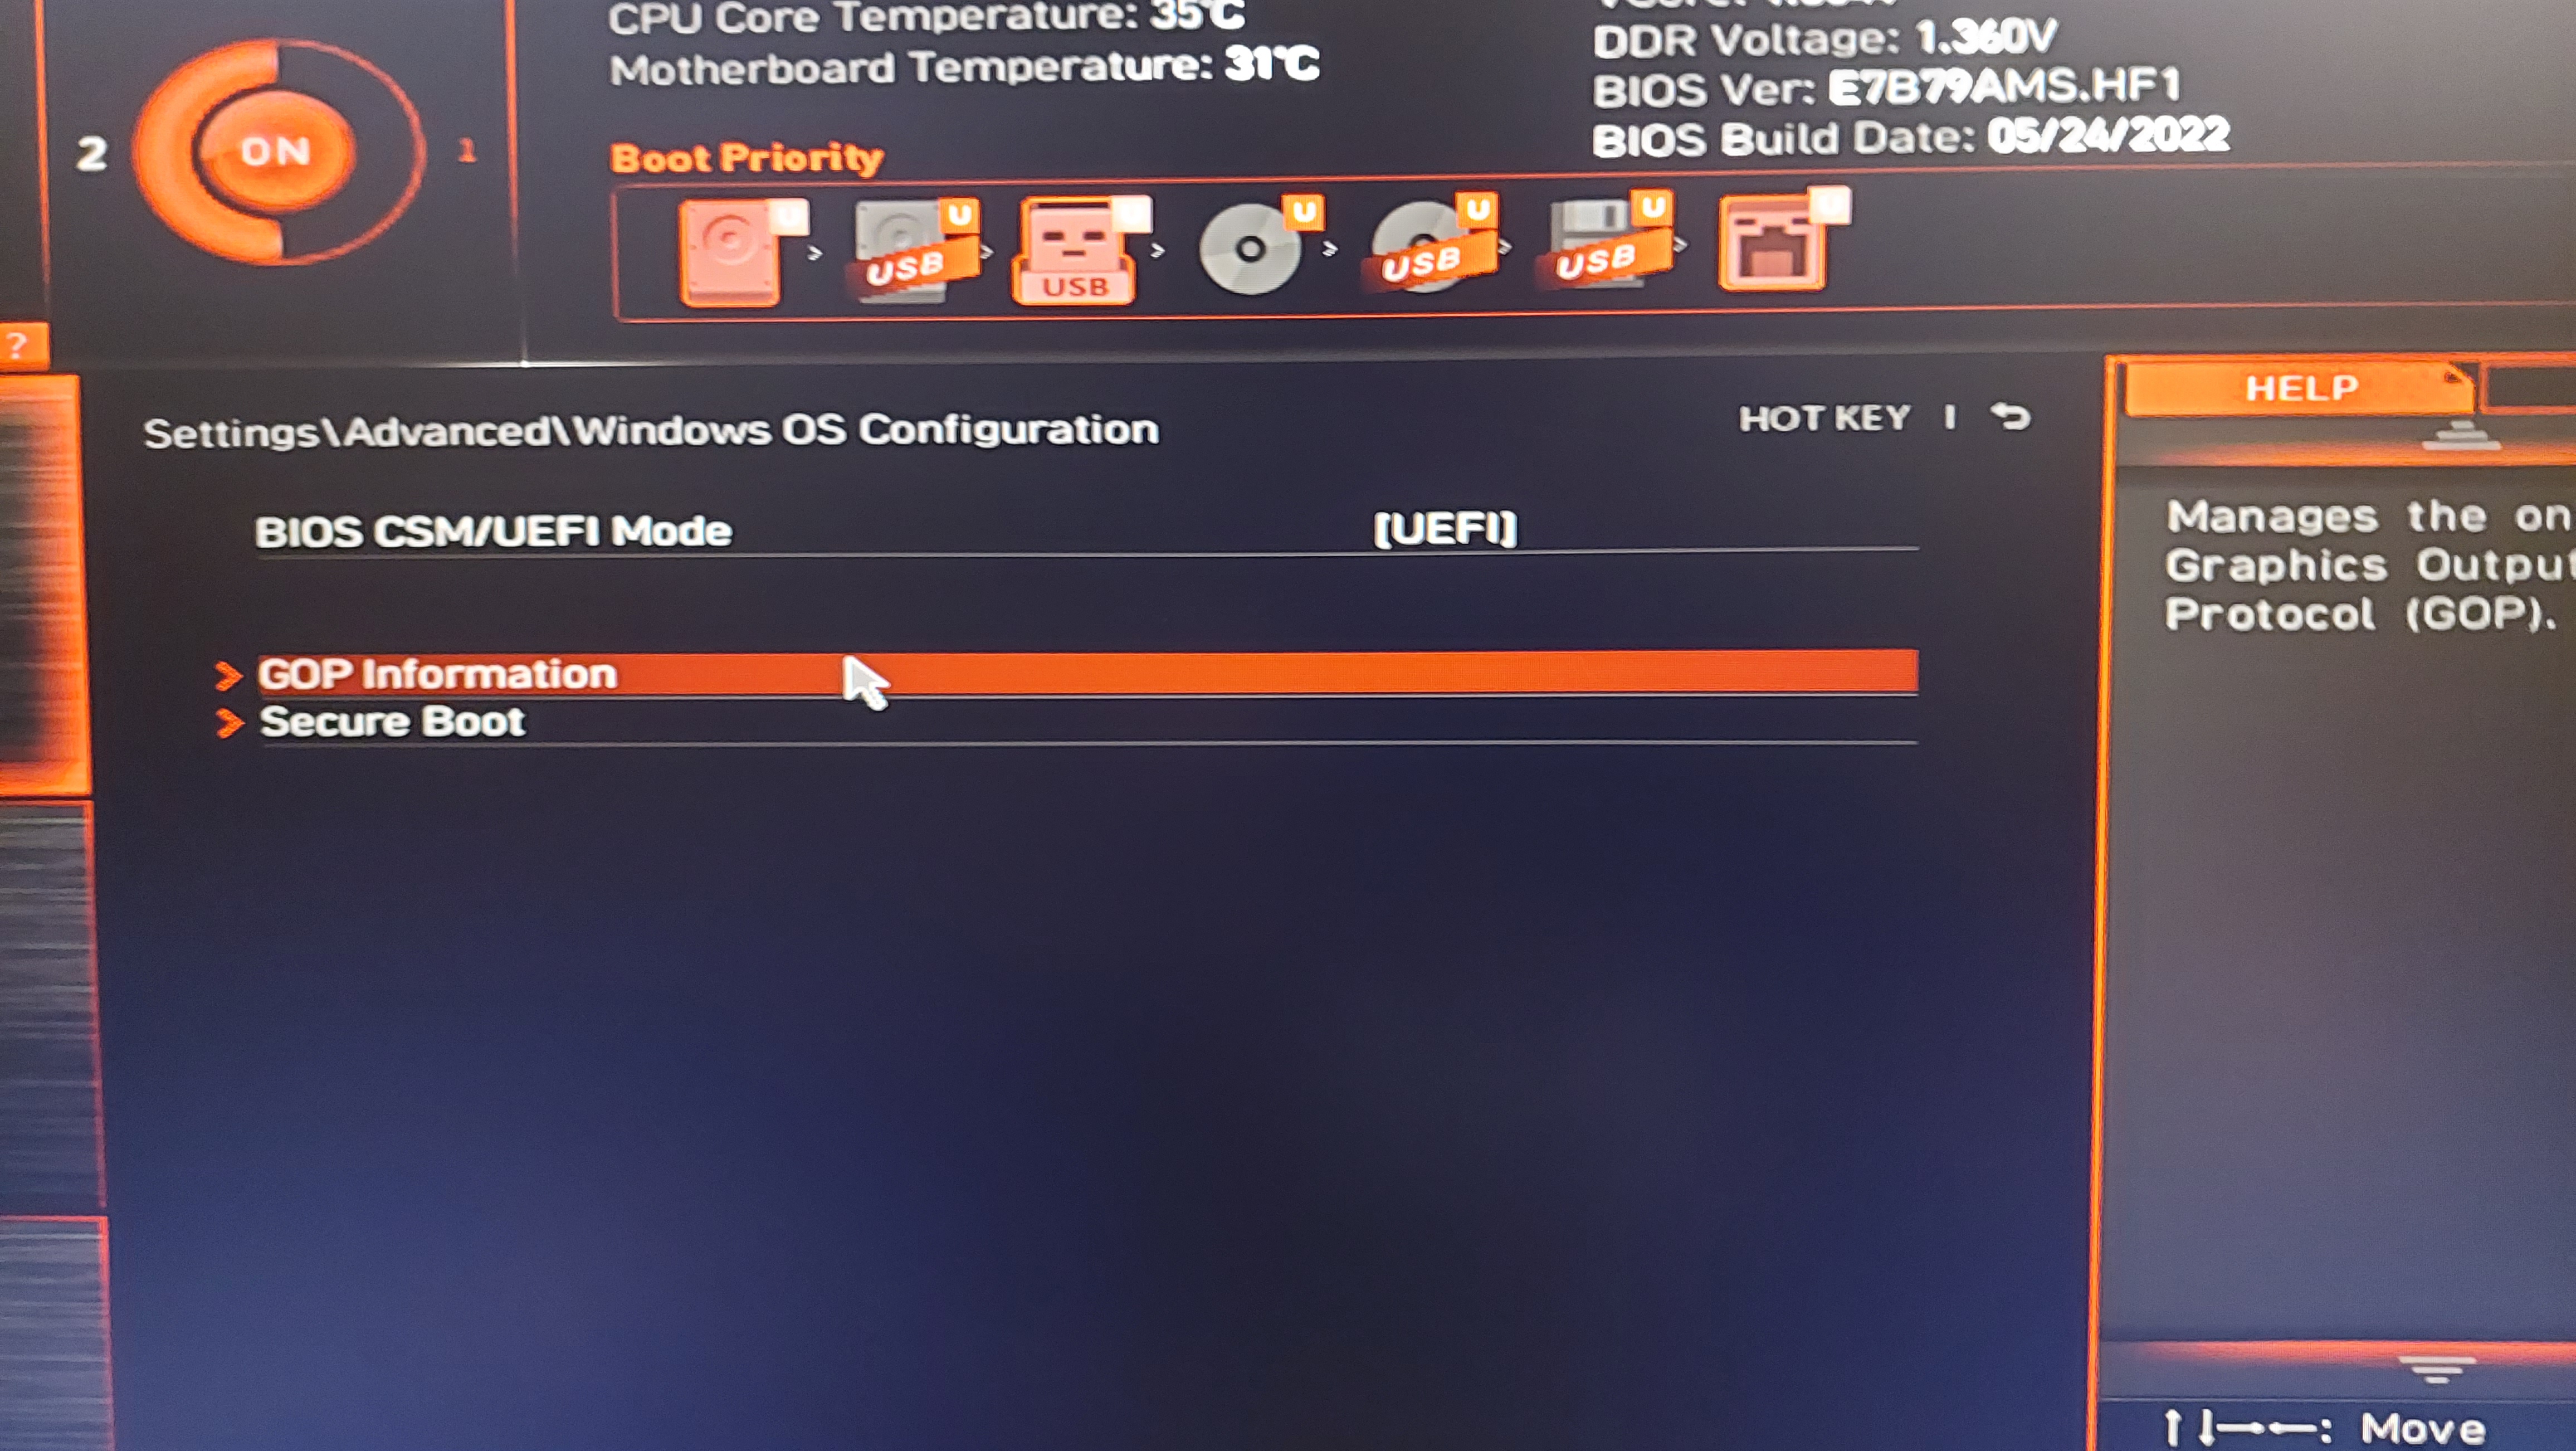 CPU Core Temperature: 35°C
Motherboard Temperature: 31°C
DDR Voltage: 1.360V
BIOS Ver: E7B79AMS.HF1
BIOS Build Date: 05/24/2022
2
ON
1
Boot Priority
U
U
USB
U
USB
U
U
USB
U
USB
U
?
Settings\Advanced\Windows OS Configuration
HOT KEY
HELP
BIOS CSM/UEFI Mode [UEFI]
GOP Information
Secure Boot
Manages the on
Graphics Output
Protocol (GOP).
↑↓→←: Move